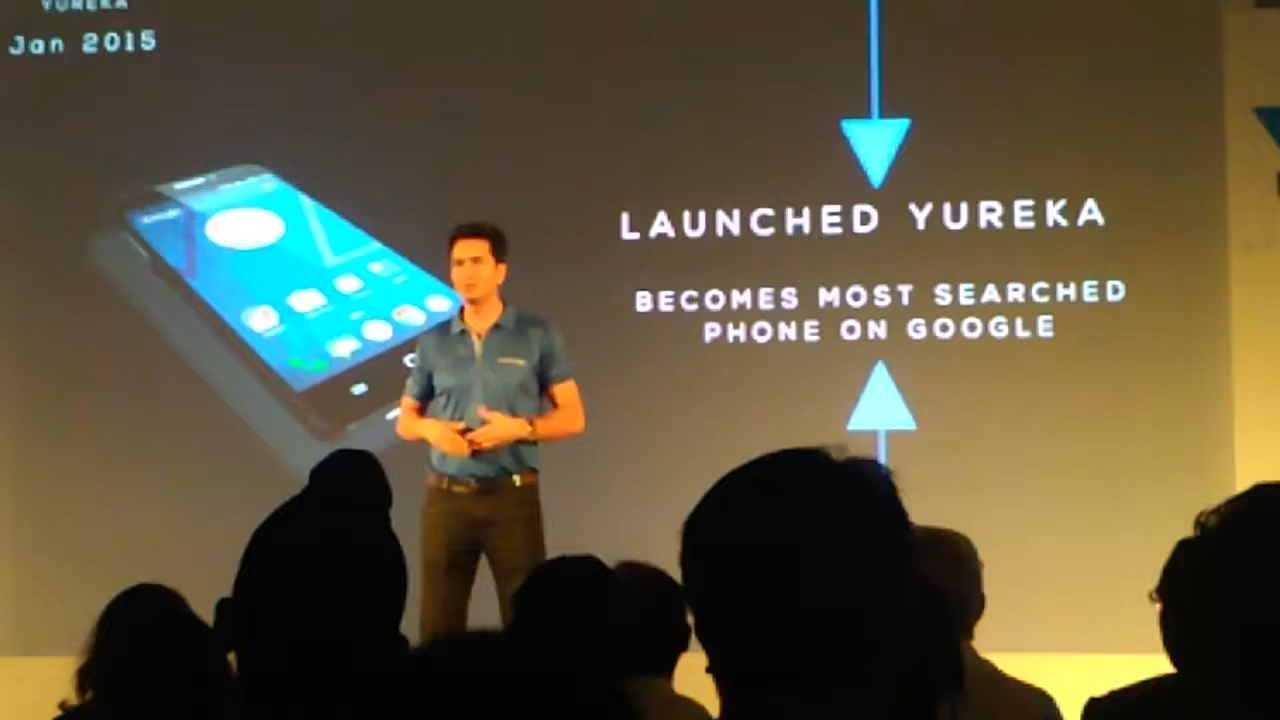 YUREKA
Jan 2015
LAUNCHED YUREKA
BECOMES MOST SEARCHED
PHONE ON GOOGLE